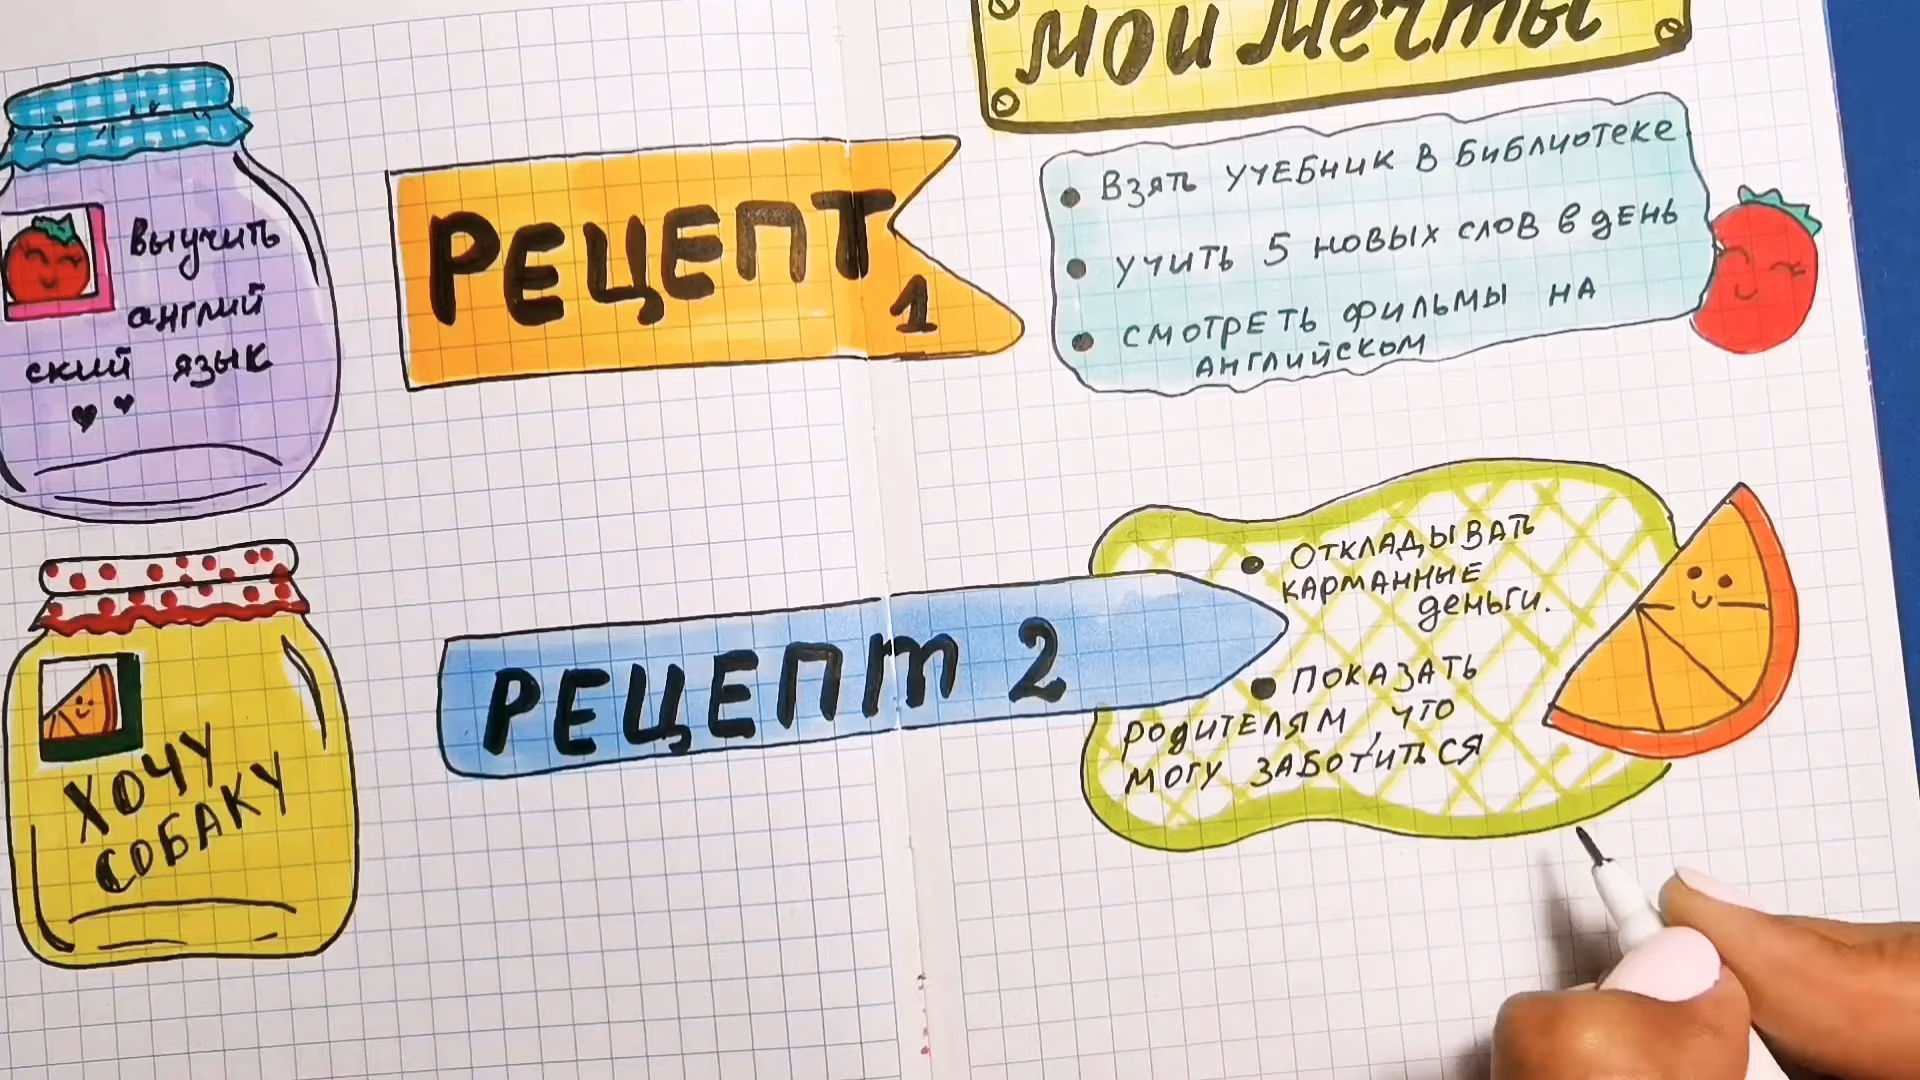 мои мечты
Выучить
англий
ский язык
РЕЦЕПТ
1
Взять учебник в библиотеке
учить 5 новых слов в день
смотреть фильмы на
английском
ХОЧУ
СОБАКУ
РЕЦЕПТ 2
откладывать
карманные
деньги.
показать
родителям, что
могу заботиться